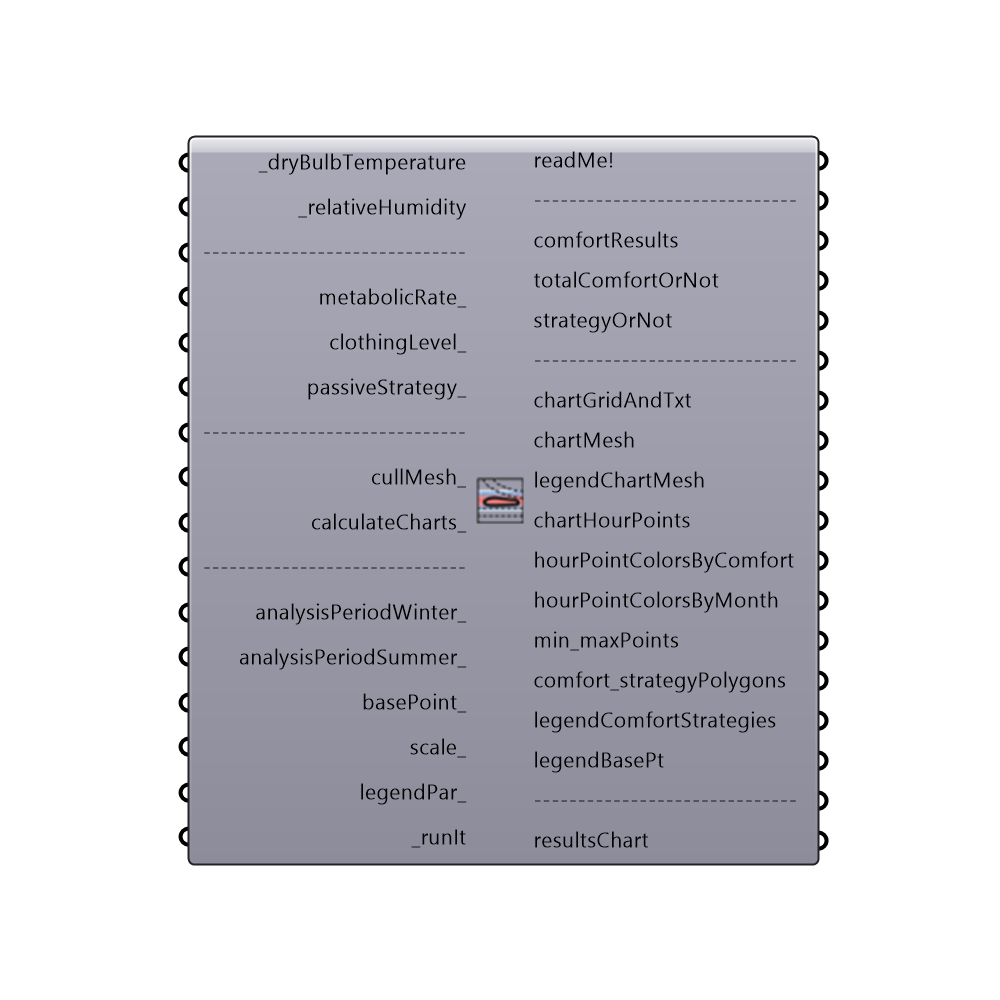 _dryBulbTemperature
_relativeHumidity
--------------------------------
metabolicRate_
clothingLevel_
passiveStrategy_
--------------------------------
cullMesh_
calculateCharts_
--------------------------------
analysisPeriodWinter_
analysisPeriodSummer_
basePoint_
scale_
legendPar_
_runIt
readMe!
--------------------------------
comfortResults
totalComfortOrNot
strategyOrNot
--------------------------------
chartGridAndTxt
chartMesh
legendChartMesh
chartHourPoints
hourPointColorsByComfort
hourPointColorsByMonth
min_maxPoints
comfort_strategyPolygons
legendComfortStrategies
legendBasePt
--------------------------------
resultsChart